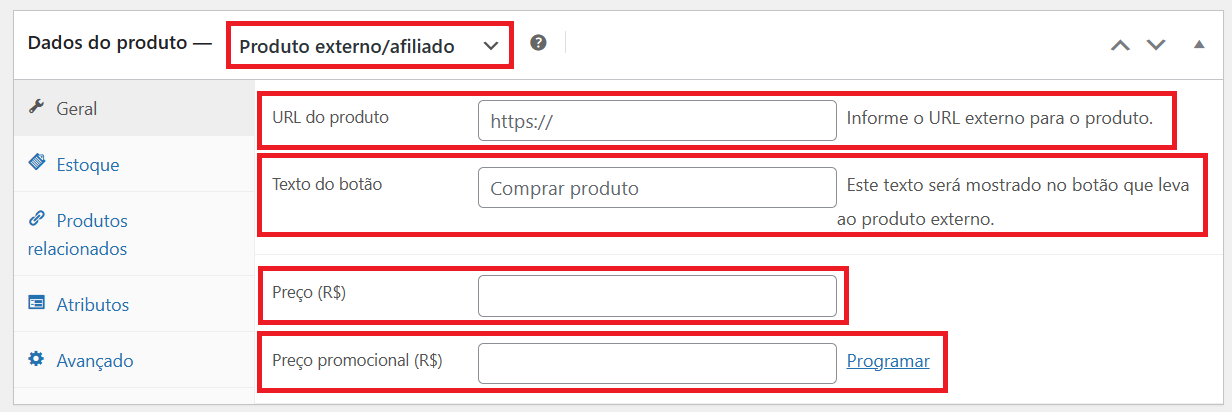 Dados do produto — Produto externo/afiliado ?
Geral
Estoque
Produtos
relacionados
Atributos
Avançado
URL do produto https:// Informe o URL externo para o produto.
Texto do botão Comprar produto Este texto será mostrado no botão que leva
ao produto externo.
Preço (R$)
Preço promocional (R$) Programar